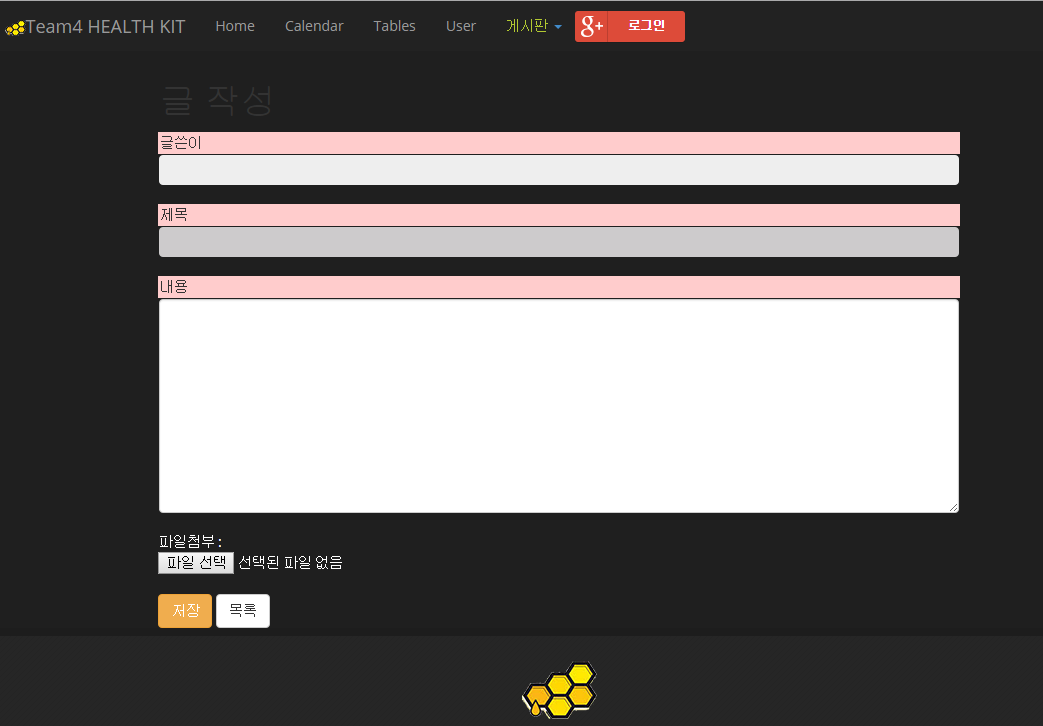 Team4 HEALTH KIT Home Calendar Tables User 게시판 g+ 로그인
글 작성
글쓴이
제목
내용
파일첨부 :
파일 선택 선택된 파일 없음
저장 목록